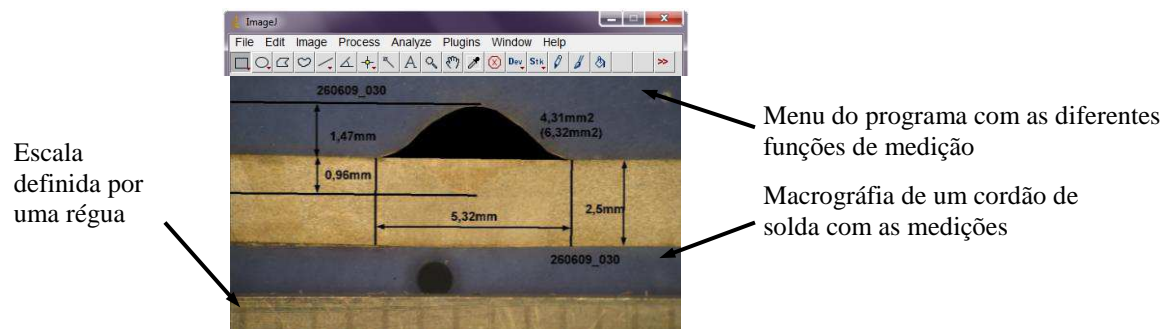 ImageJ
File Edit Image Process Analyze Plugins Window Help
Dev Stk >>
260609_030
4,31mm2
(6,32mm2)
1,47mm
0,96mm
5,32mm
2,5mm
260609_030
Escala
definida por
uma régua
Menu do programa com as diferentes
funções de medição
Macrográfia de um cordão de
solda com as medições